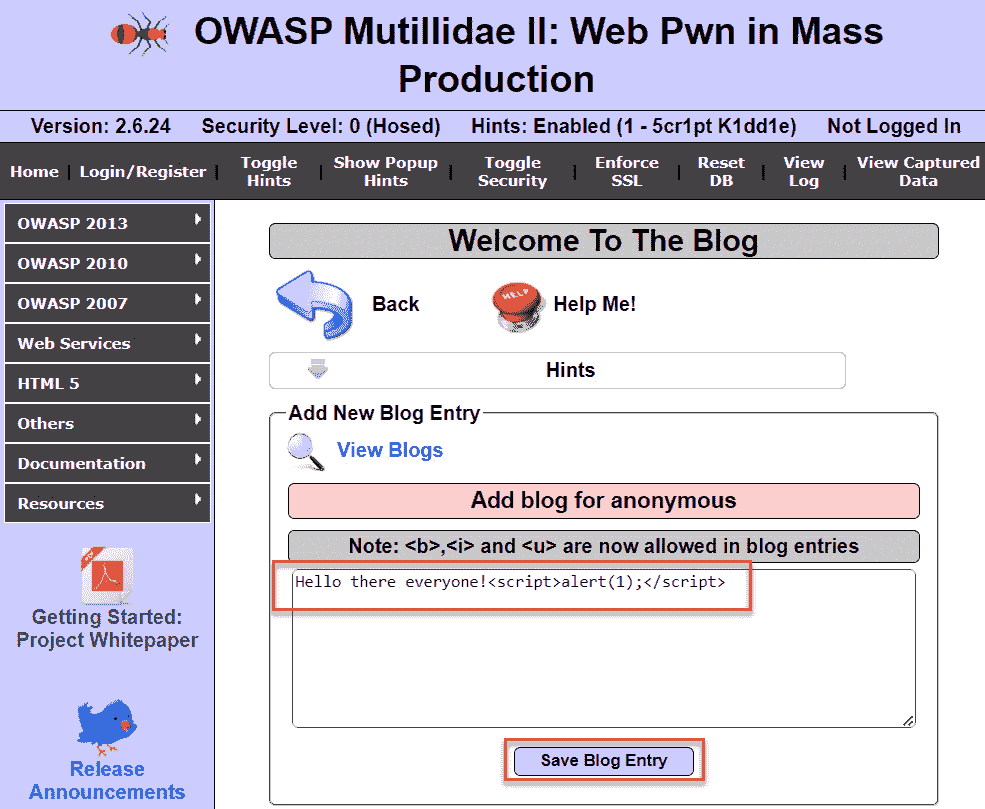 OWASP Mutillidae II: Web Pwn in Mass
Production
Version: 2.6.24 Security Level: 0 (Hosed) Hints: Enabled (1 - 5cr1pt K1dd1e) Not Logged In
Home | Login/Register | Toggle Hints | Show Popup Hints | Toggle Security | Enforce SSL | Reset DB | View Log | View Captured Data
OWASP 2013
OWASP 2010
OWASP 2007
Web Services
HTML 5
Others
Documentation
Resources
PDF
Getting Started:
Project Whitepaper
Release
Announcements
Welcome To The Blog
Back
HELP
Help Me!
Hints
Add New Blog Entry
View Blogs
Add blog for anonymous
Note: <b>,<i> and <u> are now allowed in blog entries
Hello there everyone!<script>alert(1);</script>
Save Blog Entry